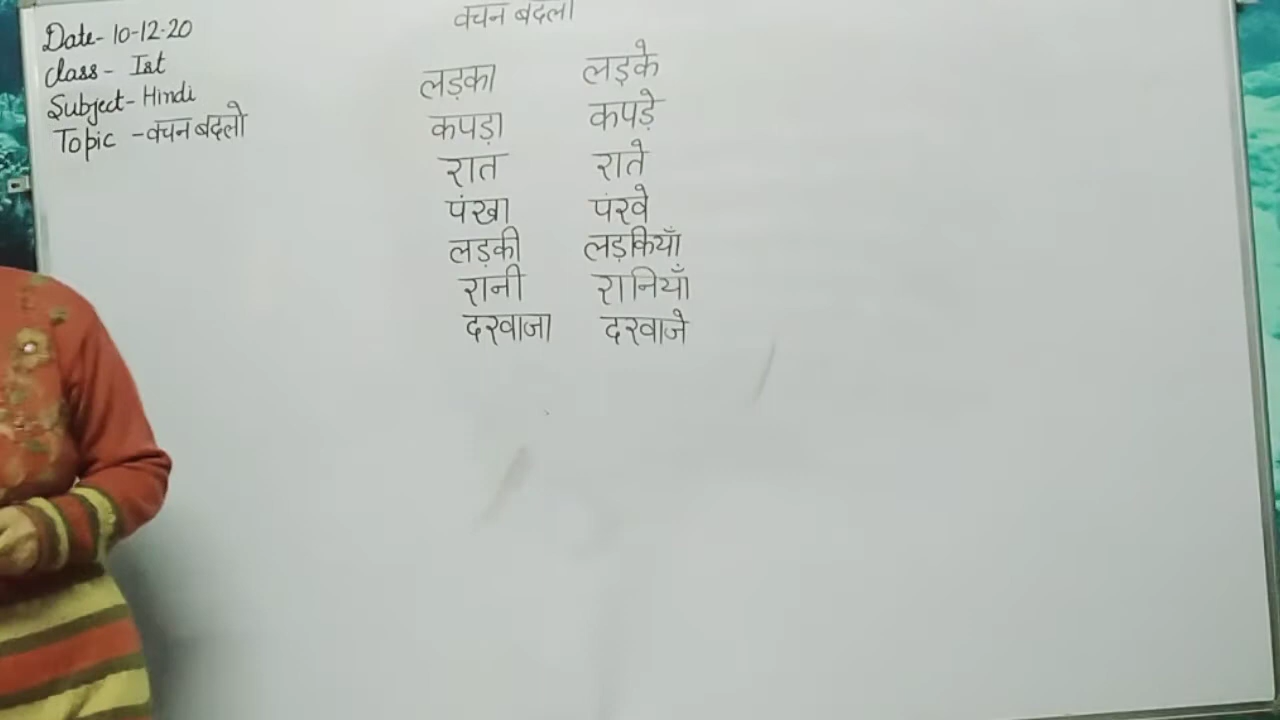 Date- 10-12-20
Class- Ist
Subject- Hindi
Topic -वचन बदलो
वचन बदलो
लड़का लड़के
कपड़ा कपड़े
रात राते
पंखा पंखे
लड़की लड़कियाँ
रानी रानियाँ
दरवाजा दरवाजे